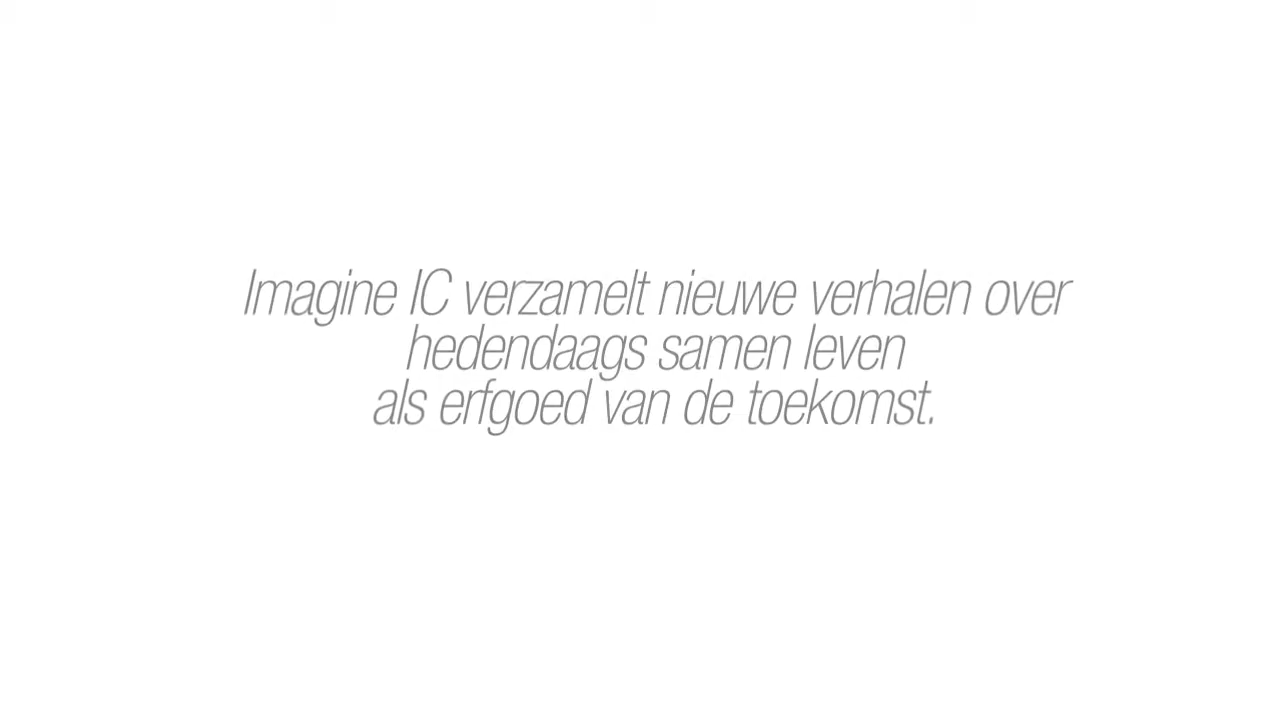 Imagine IC verzamelt nieuwe verhalen over
hedendaags samen leven
als erfgoed van de toekomst.